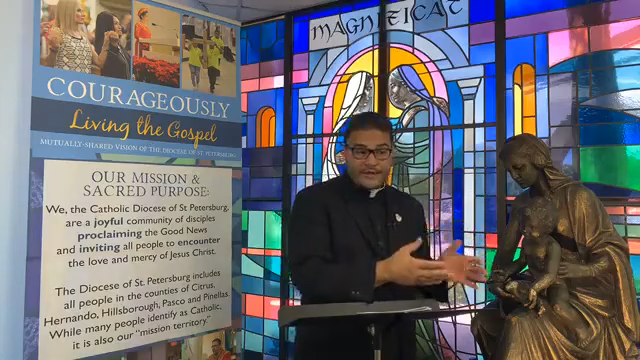 MAGNIFICAT
COURAGEOUSLY
Living the Gospel
MUTUALLY-SHARED VISION OF THE DIOCESE OF ST. PETERSBURG
OUR MISSION &
SACRED PURPOSE:
We, the Catholic Diocese of St. Petersburg,
are a joyful community of disciples
proclaiming the Good News
and inviting all people to encounter
the love and mercy of Jesus Christ.
The Diocese of St. Petersburg includes
all people in the counties of Citrus,
Hernando, Hillsborough, Pasco and Pinellas.
While many people identify as Catholic,
it is also our "mission territory."